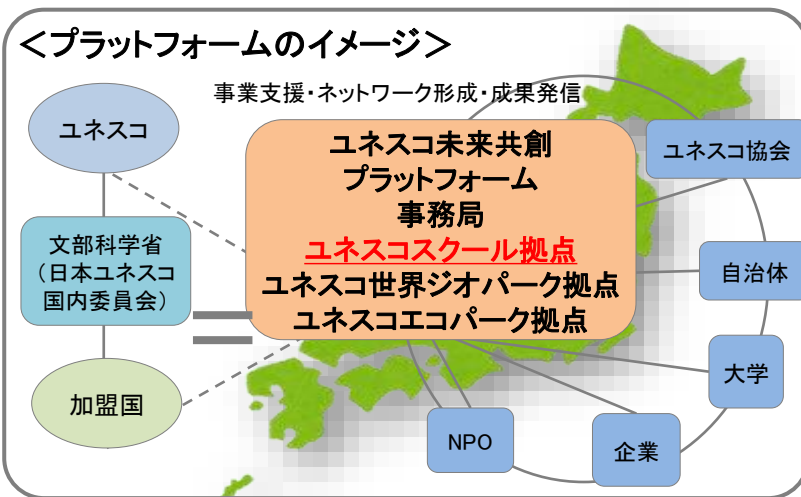 ＜プラットフォームのイメージ＞
事業支援・ネットワーク形成・成果発信
ユネスコ
文部科学省
（日本ユネスコ
国内委員会）
加盟国
ユネスコ未来共創
プラットフォーム
事務局
ユネスコスクール拠点
ユネスコ世界ジオパーク拠点
ユネスコエコパーク拠点
ユネスコ協会
自治体
大学
企業
NPO